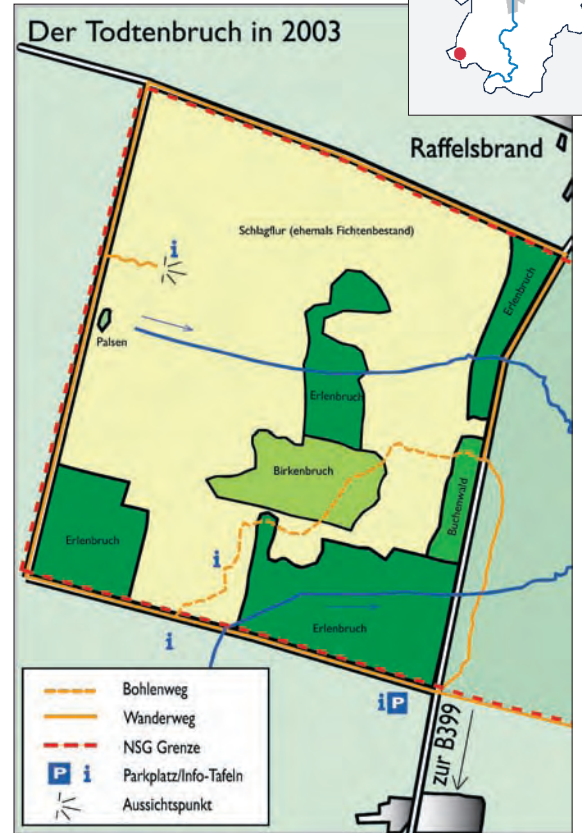 Der Todtenbruch in 2003
Raffelsbrand
Schlagflur (ehemals Fichtenbestand)
i
Erlenbruch
Palsen
Erlenbruch
Birkenbruch
Buchenwald
Erlenbruch
i
Erlenbruch
i
i P
zur B399
Bohlenweg
Wanderweg
NSG Grenze
P i Parkplatz/Info-Tafeln
Aussichtspunkt